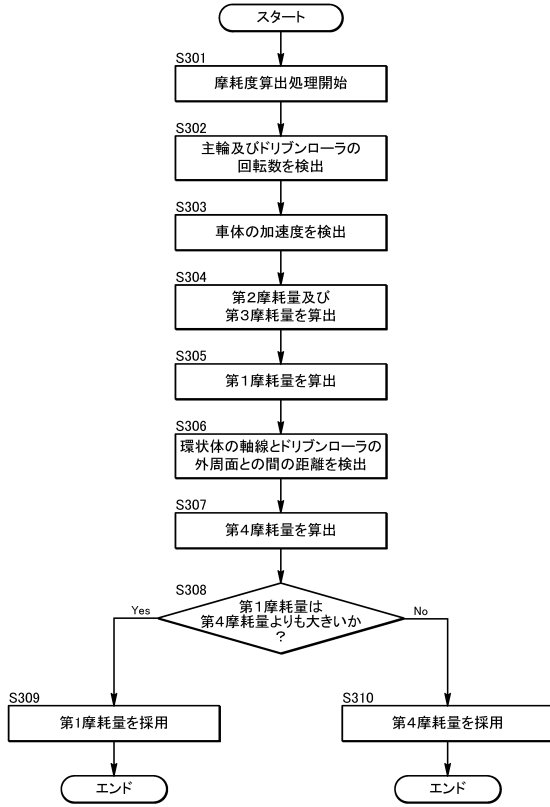 スタート
S301
摩耗度算出処理開始
S302
主輪及びドリブンローラの
回転数を検出
S303
車体の加速度を検出
S304
第2摩耗量及び
第3摩耗量を算出
S305
第1摩耗量を算出
S306
環状体の軸線とドリブンローラの
外周面との間の距離を検出
S307
第4摩耗量を算出
S308
第1摩耗量は
第4摩耗量よりも大きいか
?
Yes
No
S309
第1摩耗量を採用
S310
第4摩耗量を採用
エンド
エンド